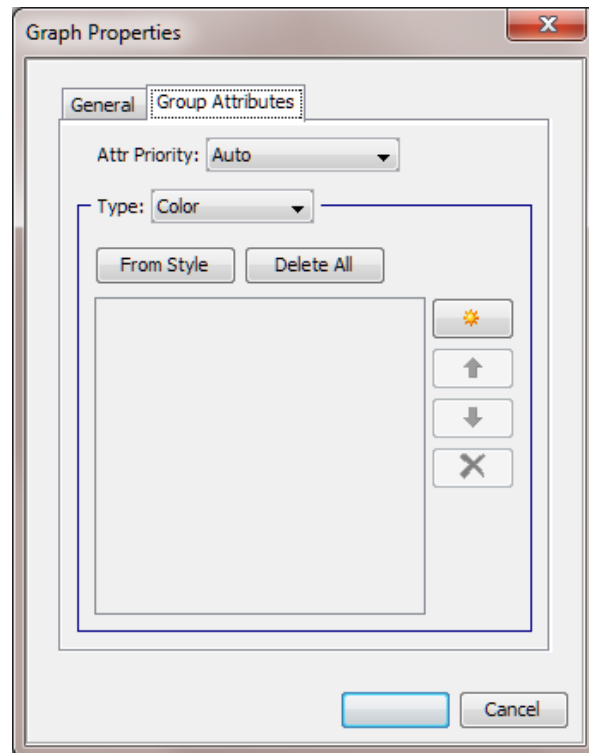 Graph Properties
General
Group Attributes
Attr Priority: Auto
Type: Color
From Style
Delete All
Cancel